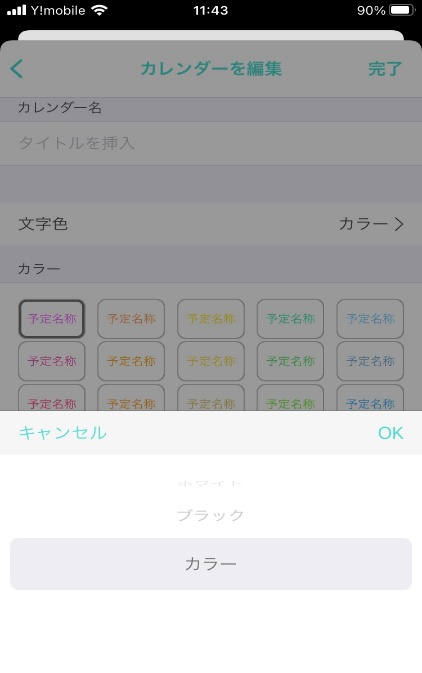 Y!mobile 11:43 90%
カレンダーを編集 完了
カレンダー名
タイトルを挿入
文字色 カラー
カラー
予定名称 予定名称 予定名称 予定名称 予定名称
予定名称 予定名称 予定名称 予定名称 予定名称
予定名称 予定名称 予定名称 予定名称 予定名称
キャンセル OK
ホワイト
ブラック
カラー